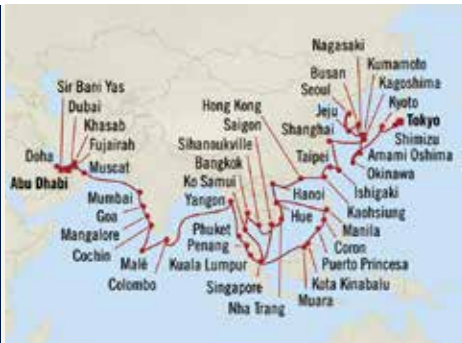 Nagasaki
Busan
Seoul
Jeju
Kumamoto
Kagoshima
Kyoto
Tokyo
Shimizu
Amami Oshima
Okinawa
Ishigaki
Kaohsiung
Shanghai
Taipei
Hong Kong
Saigon
Sihanoukville
Bangkok
Ko Samui
Yangon
Hanoi
Hue
Manila
Coron
Puerto Princesa
Kota Kinabalu
Muara
Nha Trang
Singapore
Kuala Lumpur
Penang
Phuket
Sir Bani Yas
Dubai
Khasab
Fujairah
Doha
Abu Dhabi
Muscat
Mumbai
Goa
Mangalore
Cochin
Malé
Colombo